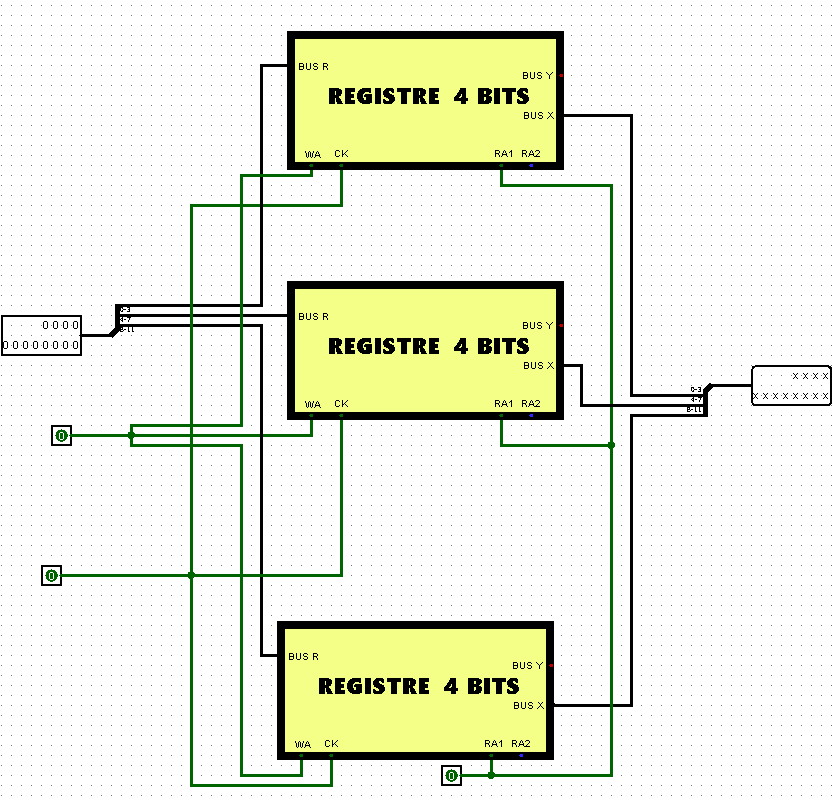 BUS R
BUS Y
REGISTRE 4 BITS
BUS X
WA CK RA1 RA2
0-3
4-7
8-11
0 0 0 0
0 0 0 0 0 0 0 0
BUS R
BUS Y
REGISTRE 4 BITS
BUS X
WA CK RA1 RA2
0-3
4-7
8-11
x x x x
x x x x x x x x
0
0
BUS R
BUS Y
REGISTRE 4 BITS
BUS X
WA CK RA1 RA2
0